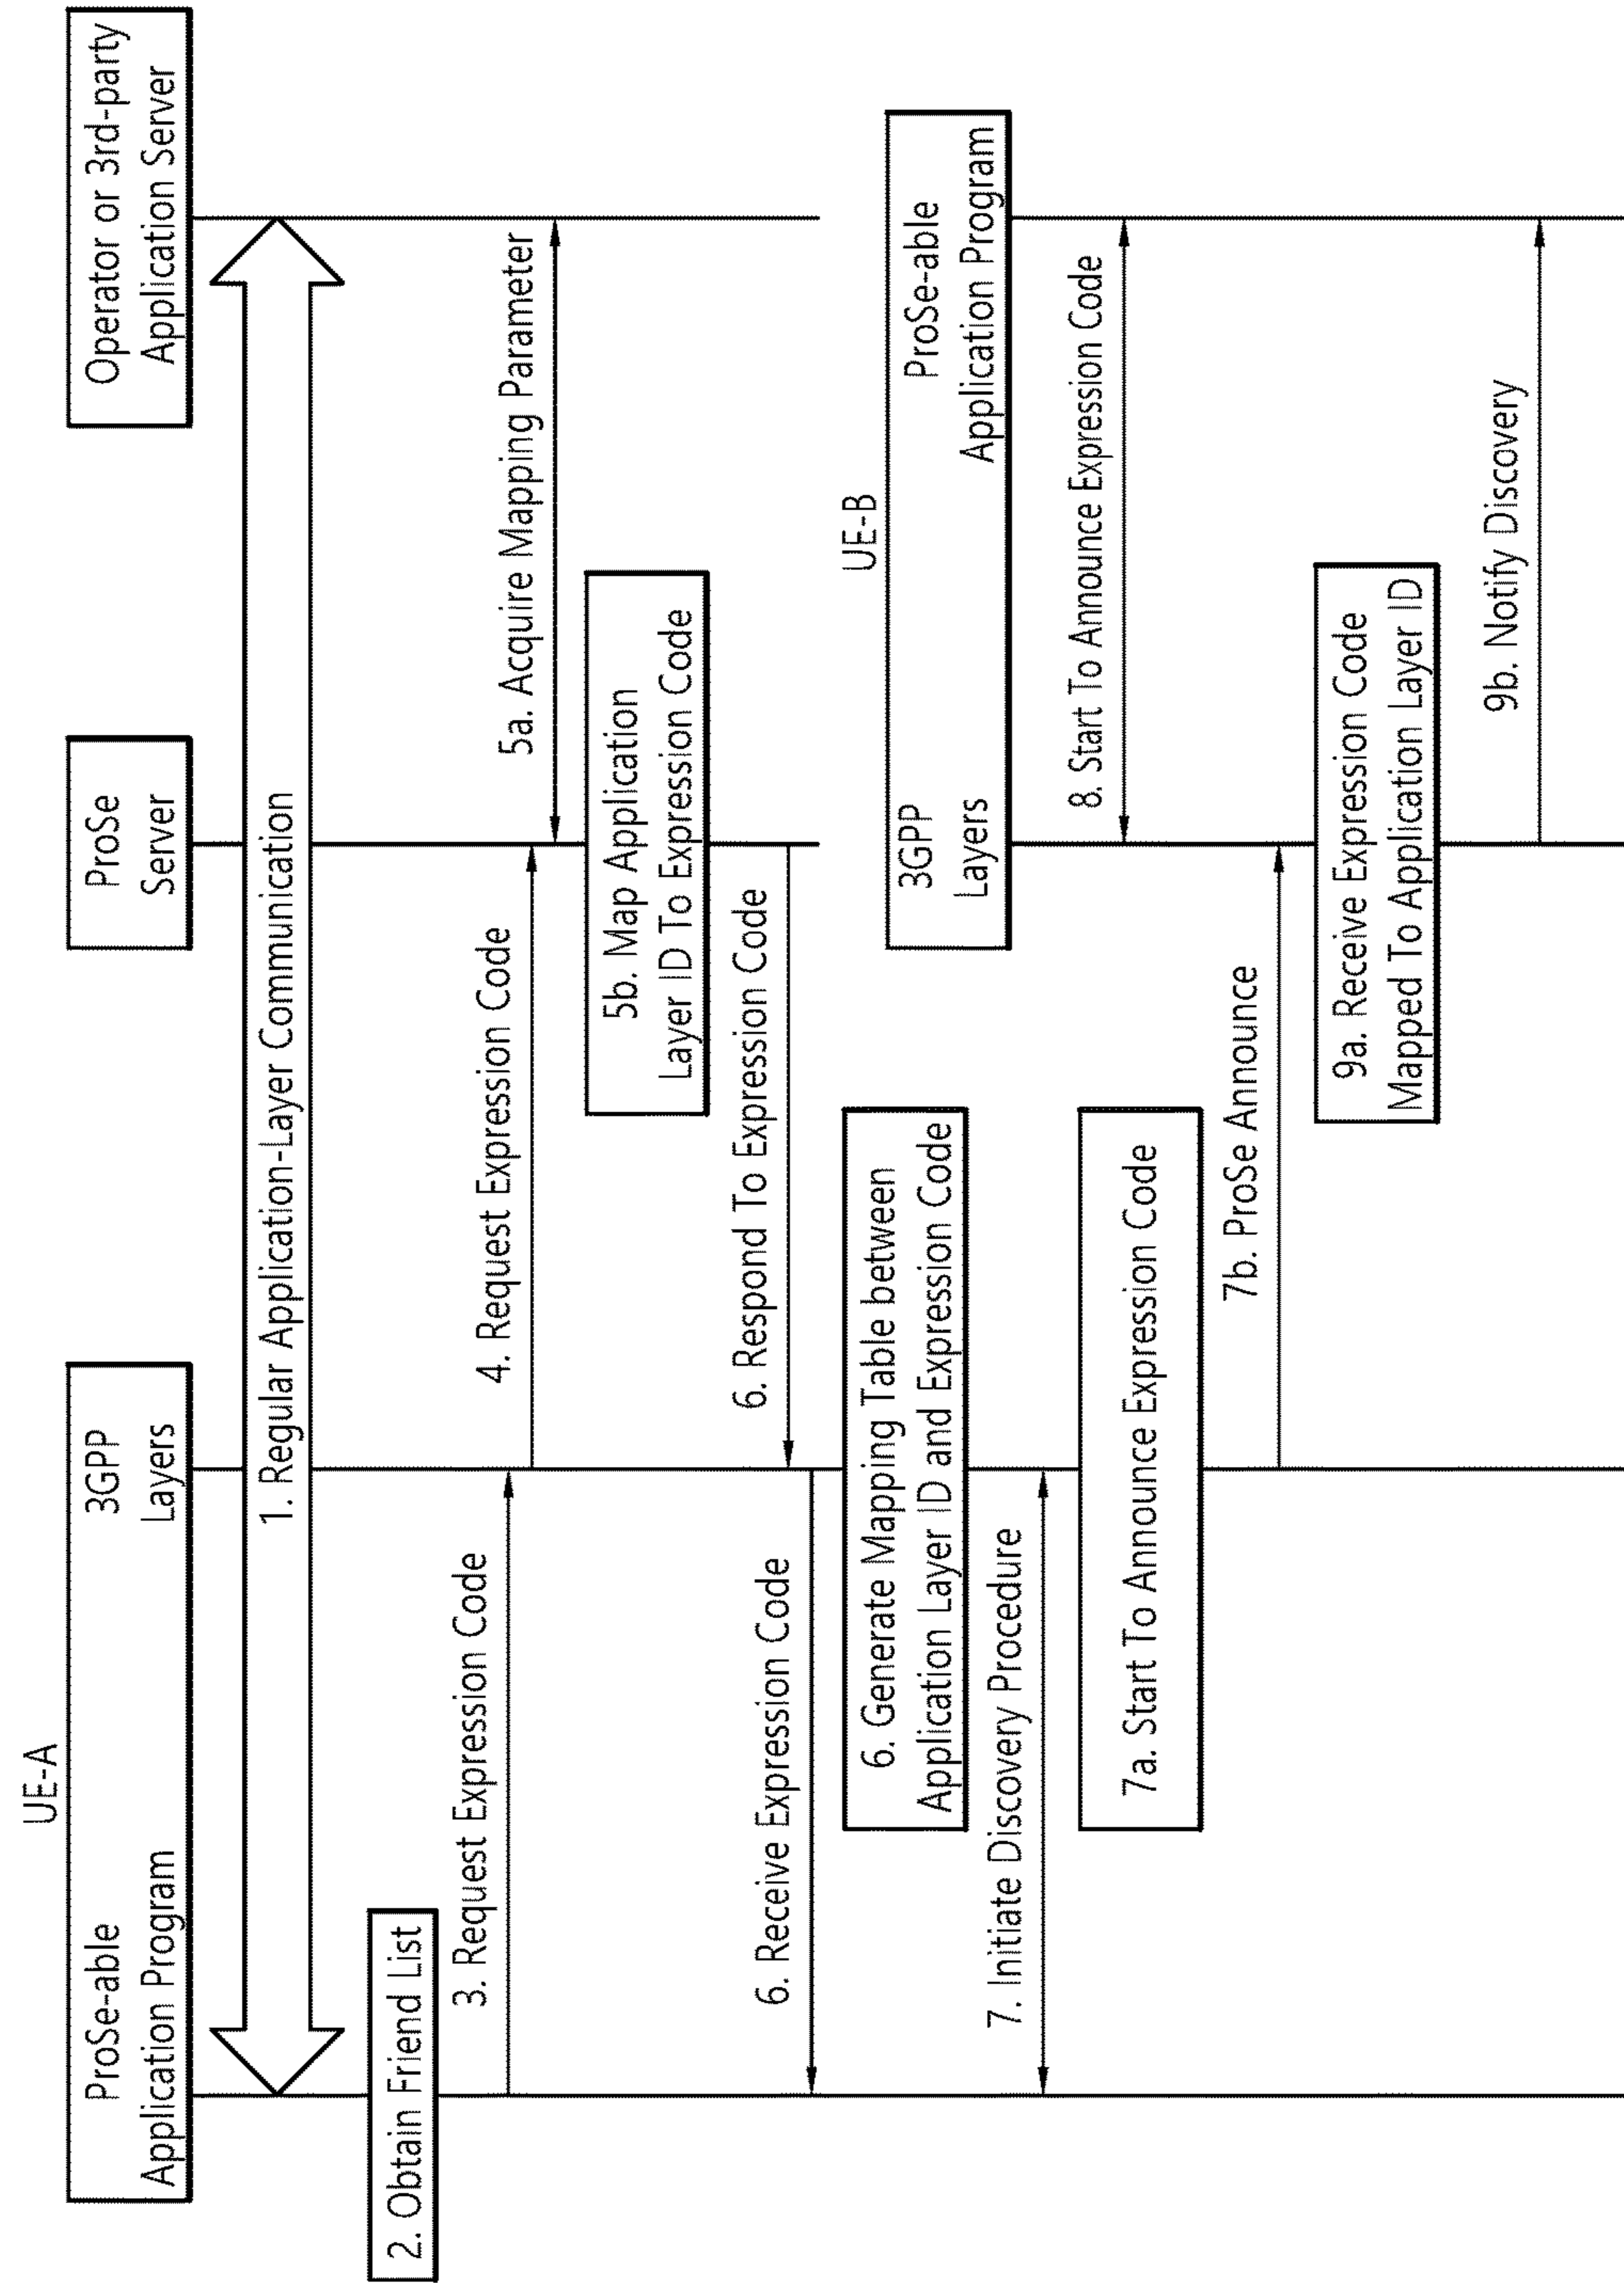 UE-A
ProSe-able
Application Program
3GPP
Layers
ProSe
Server
Operator or 3rd-party
Application Server
1. Regular Application-Layer Communication
2. Obtain Friend List
3. Request Expression Code
4. Request Expression Code
5a. Acquire Mapping Parameter
5b. Map Application
Layer ID To Expression Code
6. Respond To Expression Code
6. Receive Expression Code
6. Generate Mapping Table between
Application Layer ID and Expression Code
UE-B
3GPP
Layers
ProSe-able
Application Program
7. Initiate Discovery Procedure
7a. Start To Announce Expression Code
8. Start To Announce Expression Code
7b. ProSe Announce
9a. Receive Expression Code
Mapped To Application Layer ID
9b. Notify Discovery